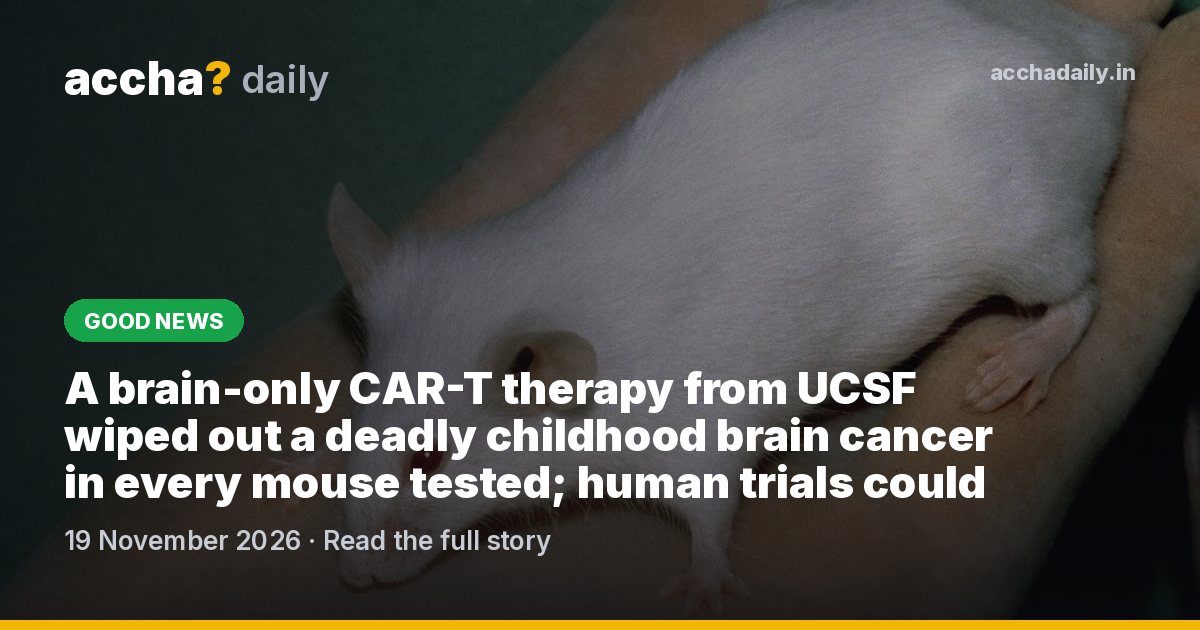 accha? daily
acchadaily.in
GOOD NEWS
A brain-only CAR-T therapy from UCSF
wiped out a deadly childhood brain cancer
in every mouse tested; human trials could
19 November 2026 · Read the full story